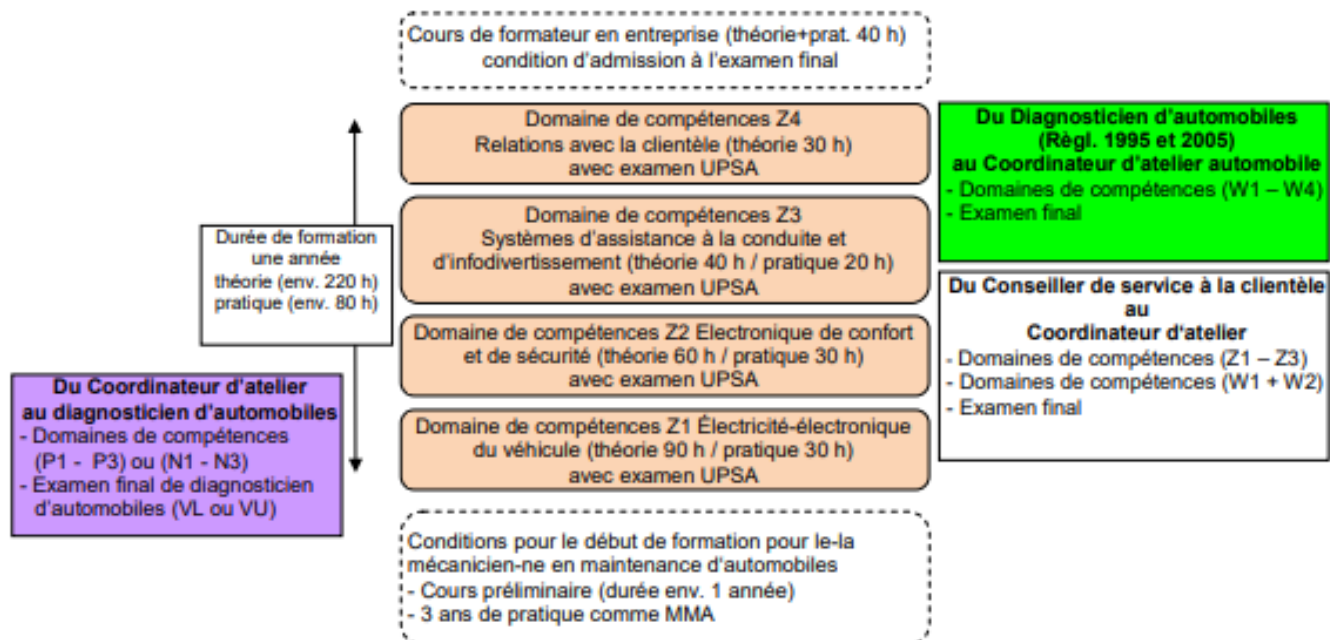 Cours de formateur en entreprise (théorie+prat. 40 h)
condition d'admission à l'examen final
Domaine de compétences Z4
Relations avec la clientèle (théorie 30 h)
avec examen UPSA
Domaine de compétences Z3
Systèmes d'assistance à la conduite et
d'infodivertissement (théorie 40 h / pratique 20 h)
avec examen UPSA
Domaine de compétences Z2 Electronique de confort
et de sécurité (théorie 60 h / pratique 30 h)
avec examen UPSA
Domaine de compétences Z1 Électricité-électronique
du véhicule (théorie 90 h / pratique 30 h)
avec examen UPSA
Conditions pour le début de formation pour le-la
mécanicien-ne en maintenance d'automobiles
- Cours préliminaire (durée env. 1 année)
- 3 ans de pratique comme MMA
Durée de formation
une année
théorie (env. 220 h)
pratique (env. 80 h)
Du Coordinateur d'atelier
au diagnosticien d'automobiles
- Domaines de compétences
(P1 - P3) ou (N1 - N3)
- Examen final de diagnosticien
d'automobiles (VL ou VU)
Du Diagnosticien d'automobiles
(Règl. 1995 et 2005)
au Coordinateur d'atelier automobile
- Domaines de compétences (W1 – W4)
- Examen final
Du Conseiller de service à la clientèle
au
Coordinateur d'atelier
- Domaines de compétences (Z1 – Z3)
- Domaines de compétences (W1 + W2)
- Examen final